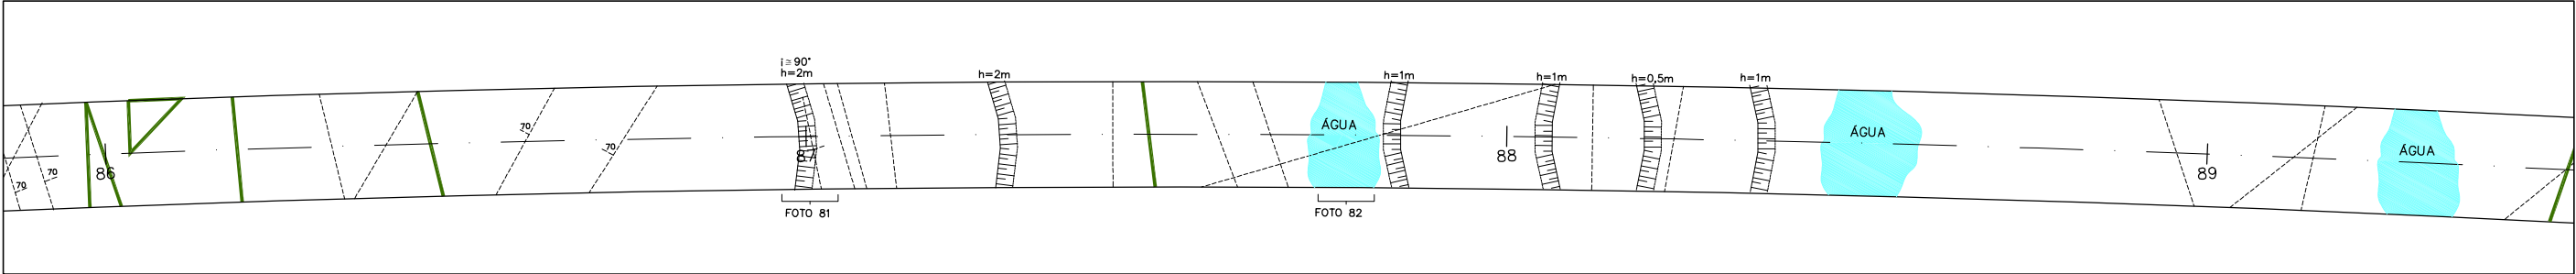 i≅90°
h=2m
h=2m
h=1m
h=1m
h=0,5m
h=1m
70
70
70
70
86
87
88
89
ÁGUA
ÁGUA
ÁGUA
FOTO 81
FOTO 82